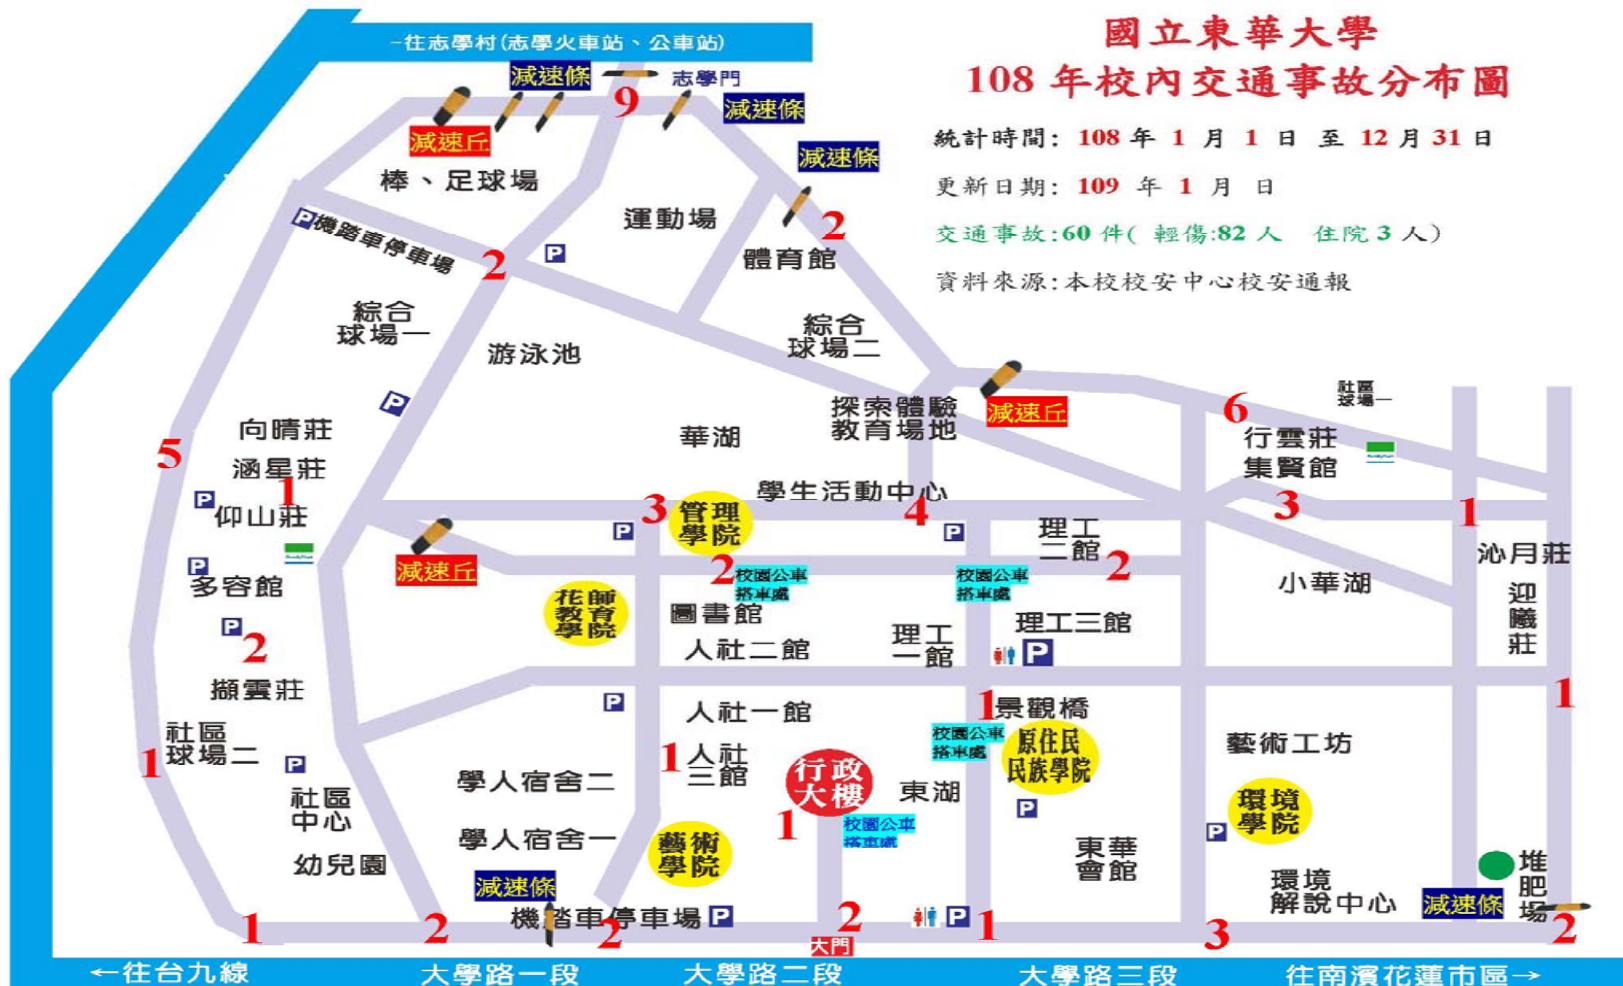 國立東華大學
108 年校內交通事故分布圖
統計時間: 108 年 1 月 1 日 至 12 月 31 日
更新日期: 109 年 1 月 日
交通事故:60 件( 輕傷:82 人 住院 3 人)
資料來源:本校校安中心校安通報
−往志學村(志學火車站、公車站)
減速條
志學門
9
減速條
減速丘
減速條
棒、足球場
運動場
2
P
機踏車停車場
2
P
體育館
綜合
球場一
綜合
球場二
游泳池
P
減速丘
探索體驗
教育場地
6
社區
球場一
向晴莊
5
華湖
行雲莊
涵星莊
集賢館
1
P
仰山莊
學生活動中心
3
管理
學院
4
3
1
P
P
理工
二館
減速丘
沁月莊
P
多容館
2
校園公車
搭車處
校園公車
搭車處
2
小華湖
迎曦莊
花師
教育
學院
圖書館
P
理工
一館
理工三館
2
人社二館
P
擷雲莊
P
1
景觀橋
1
人社一館
社區
球場二
1
P
1
人社
三館
校園公車
搭車處
原住民
民族學院
藝術工坊
學人宿舍二
行政
大樓
東湖
社區
中心
P
環境
學院
1
校園公車
搭車處
P
學人宿舍一
藝術
學院
幼兒園
東華
會館
堆肥場
減速條
環境
解說中心
減速條
機踏車停車場 P
2
P
1
2
2
1
3
2
大門
←往台九線
大學路一段
大學路二段
大學路三段
往南濱花蓮市區→